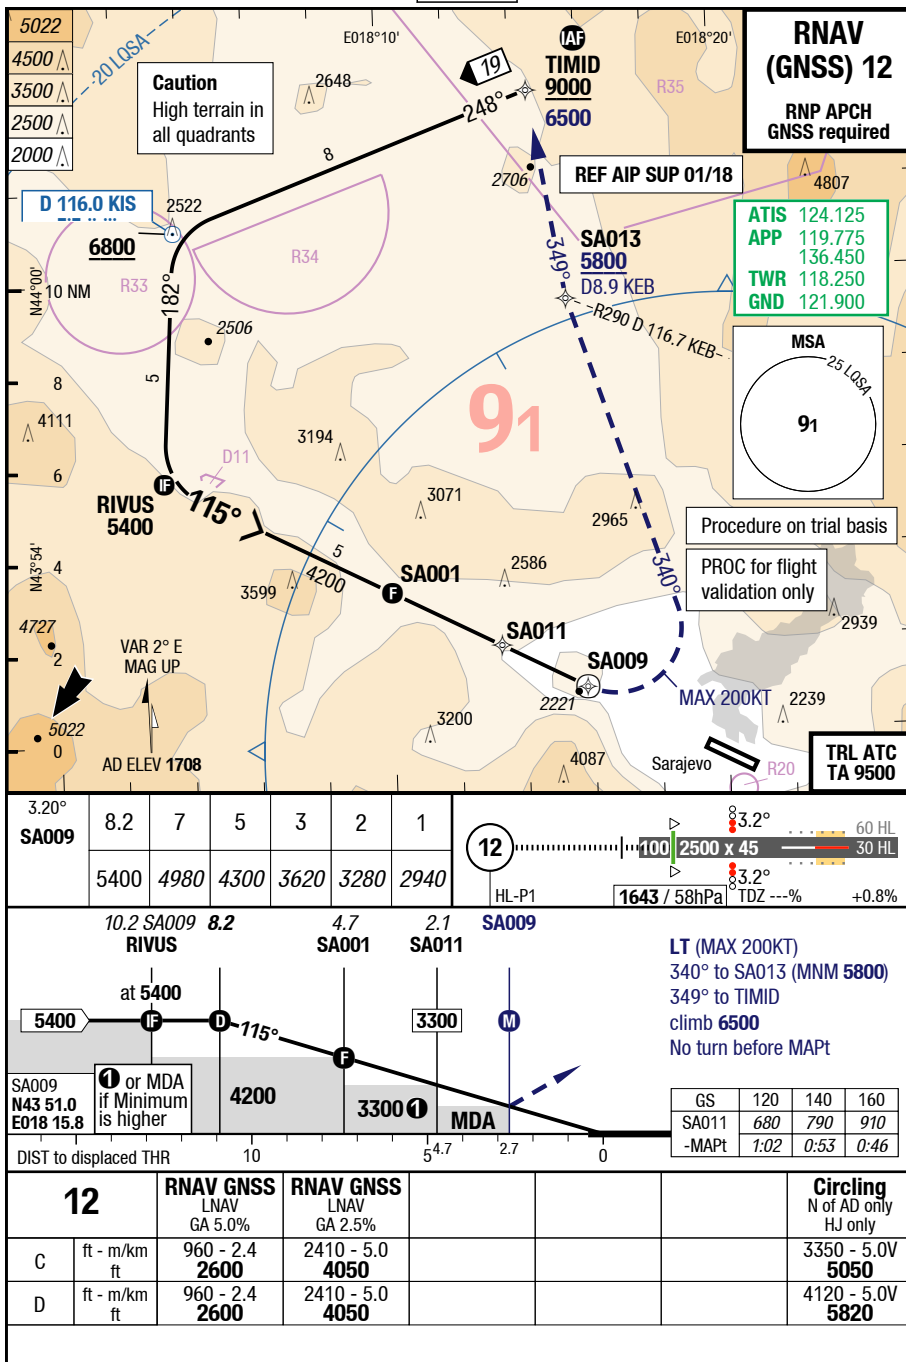 5022
4500
3500
2500
2000
20 LQSA
E018°10'
E018°20'
Caution
High terrain in
all quadrants
2648
19
248°
8
IAF
TIMID
9000
6500
R35
RNAV
(GNSS) 12
RNP APCH
GNSS required
2706
REF AIP SUP 01/18
4807
D 116.0 KIS
2522
6800
R33
R34
N44°00'
10 NM
182°
349°
SA013
5800
D8.9 KEB
R290 D 116.7 KEB
ATIS 124.125
APP 119.775
136.450
TWR 118.250
GND 121.900
MSA
25 LQSA
91
2506
5
8
4111
91
3194
D11
6
RIVUS
5400
IF
115°
3071
2965
Procedure on trial basis
PROC for flight
validation only
N43°54'
4
5
4200
3599
F
SA001
2586
340°
2939
4727
2
VAR 2° E
MAG UP
SA011
SA009
2221
MAX 200KT
5022
0
3200
2239
AD ELEV 1708
4087
Sarajevo
R20
TRL ATC
TA 9500
3.20°
SA009
8.2 7 5 3 2 1
5400 4980 4300 3620 3280 2940
12
HL-P1
100 2500 x 45
3.2°
3.2°
60 HL
30 HL
1643 / 58hPa
TDZ ---%
+0.8%
10.2 SA009 8.2 4.7 2.1 SA009
RIVUS SA001 SA011
at 5400
5400
IF
D
115°
F
3300
M
LT (MAX 200KT)
340° to SA013 (MNM 5800)
349° to TIMID
climb 6500
No turn before MAPt
SA009
N43 51.0
E018 15.8
1 or MDA
if Minimum
is higher
4200
3300 1
MDA
DIST to displaced THR 10 5 4.7 2.7 0
GS 120 140 160
SA011 680 790 910
-MAPt 1:02 0:53 0:46
12
RNAV GNSS
LNAV
GA 5.0%
RNAV GNSS
LNAV
GA 2.5%
Circling
N of AD only
HJ only
C ft - m/km 960 - 2.4 2410 - 5.0 3350 - 5.0V
ft 2600 4050 5050
D ft - m/km 960 - 2.4 2410 - 5.0 4120 - 5.0V
ft 2600 4050 5820